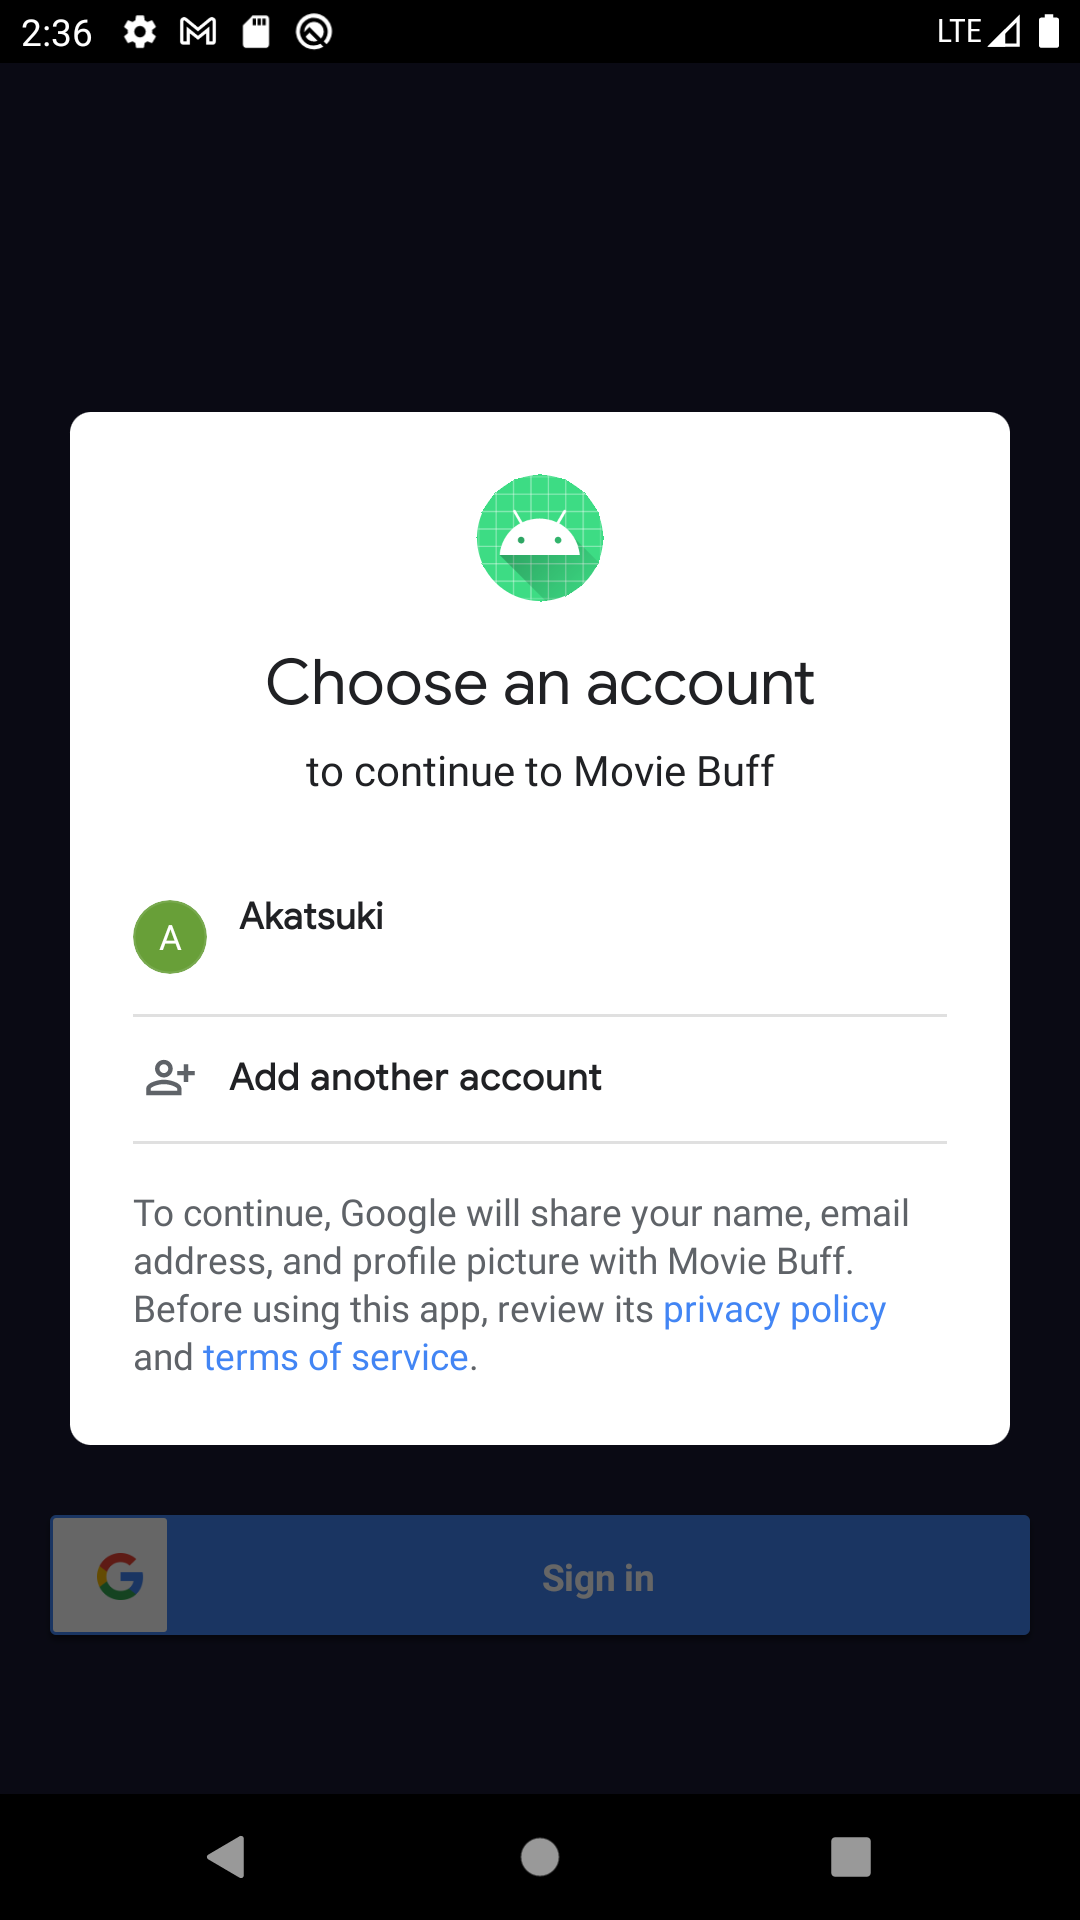 2:36
LTE
Choose an account
to continue to Movie Buff
A
Akatsuki
Add another account
To continue, Google will share your name, email
address, and profile picture with Movie Buff.
Before using this app, review its privacy policy
and terms of service.
G
Sign in